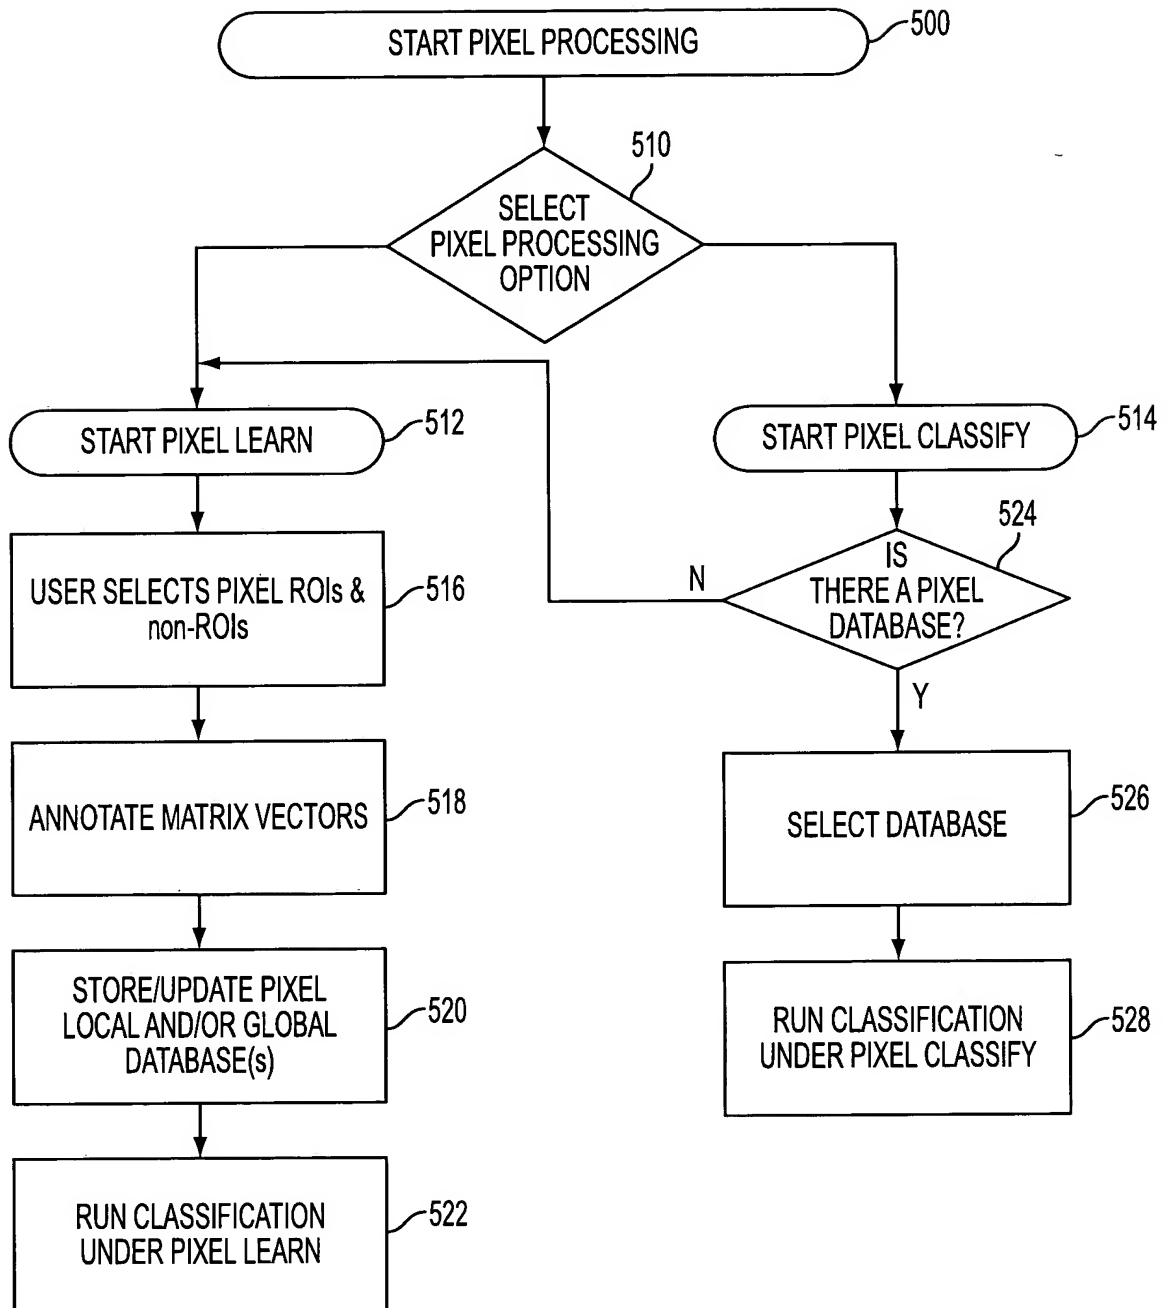 START PIXEL PROCESSING
500
510
SELECT
PIXEL PROCESSING
OPTION
START PIXEL LEARN
512
START PIXEL CLASSIFY
514
USER SELECTS PIXEL ROIs &
non-ROIs
516
524
IS
THERE A PIXEL
DATABASE?
N
Y
ANNOTATE MATRIX VECTORS
518
SELECT DATABASE
526
STORE/UPDATE PIXEL
LOCAL AND/OR GLOBAL
DATABASE(s)
520
RUN CLASSIFICATION
UNDER PIXEL CLASSIFY
528
RUN CLASSIFICATION
UNDER PIXEL LEARN
522